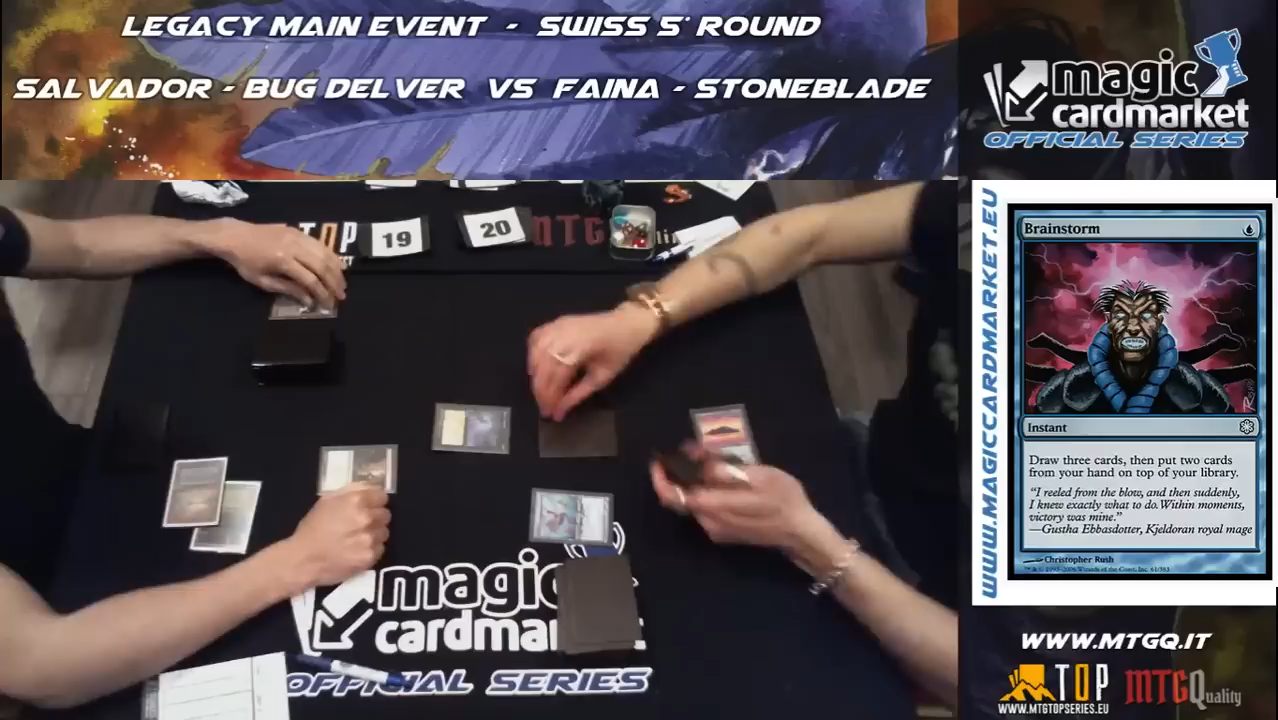 LEGACY MAIN EVENT - SWISS 5° ROUND
SALVADOR - BUG DELVER VS FAINA - STONEBLADE
magic
cardmarket
OFFICIAL SERIES
WWW.MAGICCARDMARKET.EU
Brainstorm
Instant
Draw three cards, then put two cards
from your hand on top of your library.
"I reeled from the blow, and then suddenly,
I knew exactly what to do. Within moments,
victory was mine."
—Gustha Ebbasdotter, Kjeldoran royal mage
Christopher Rush
WWW.MTGQ.IT
TOP
WWW.MTGTOPSERIES.EU
MTGQuality
19
20
MTG
magic
cardmar
OFFICIAL SERIES